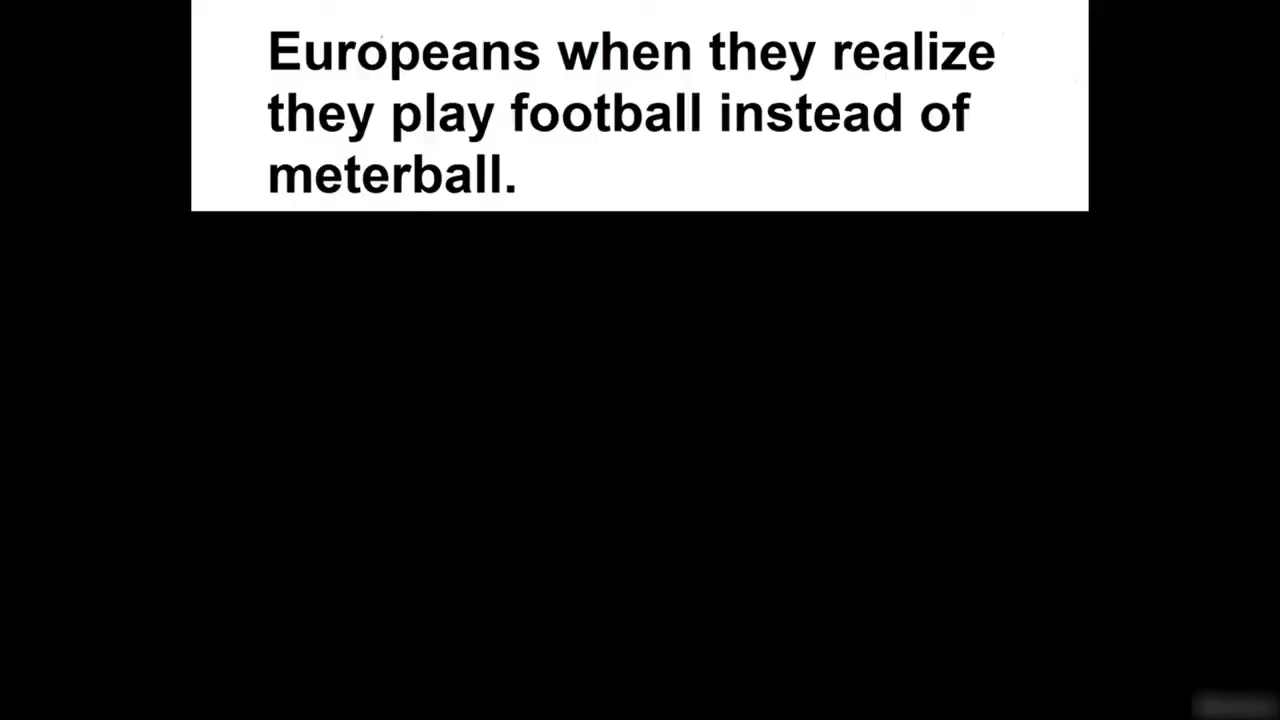 Europeans when they realize
they play football instead of
meterball.